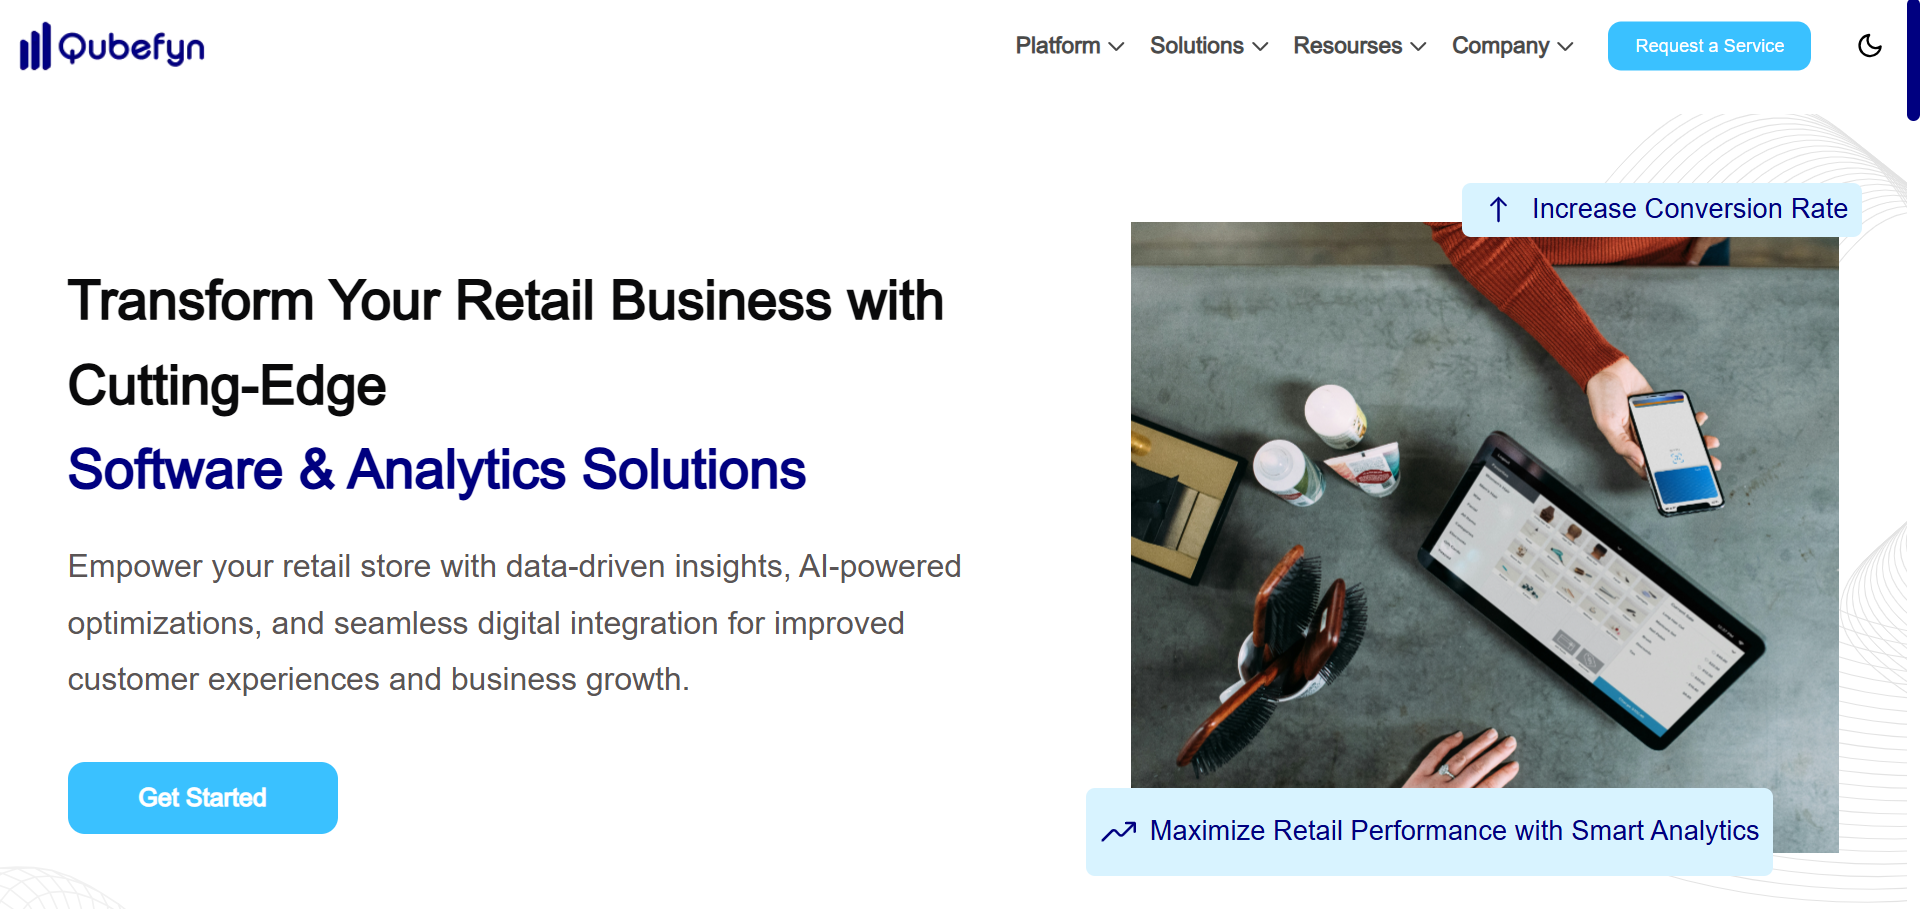 Qubefyn
Platform
Solutions
Resourses
Company
Request a Service
Increase Conversion Rate
Transform Your Retail Business with
Cutting-Edge
Software & Analytics Solutions
Empower your retail store with data-driven insights, AI-powered
optimizations, and seamless digital integration for improved
customer experiences and business growth.
Get Started
Maximize Retail Performance with Smart Analytics